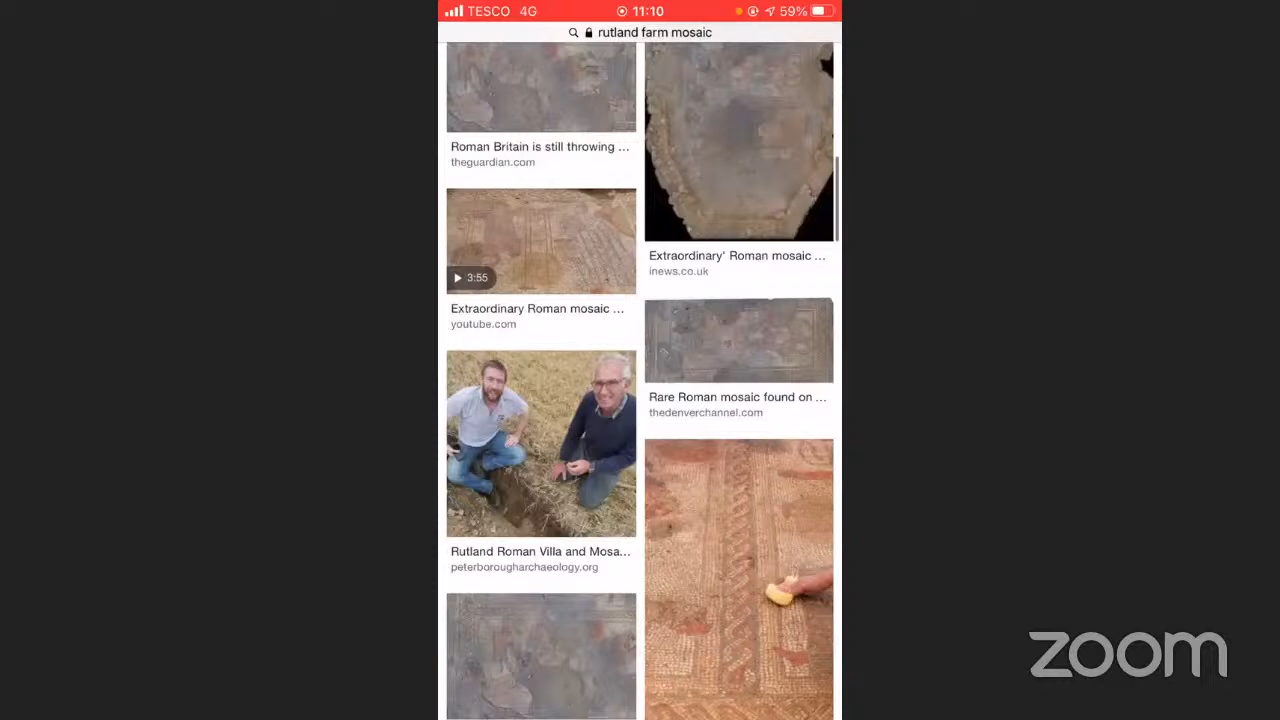 TESCO 4G 11:10 59%
rutland farm mosaic
Roman Britain is still throwing ...
theguardian.com
3:55
Extraordinary Roman mosaic ...
youtube.com
Rutland Roman Villa and Mosa...
peterborougharchaeology.org
Extraordinary' Roman mosaic ...
inews.co.uk
Rare Roman mosaic found on ...
thedenverchannel.com
zoom